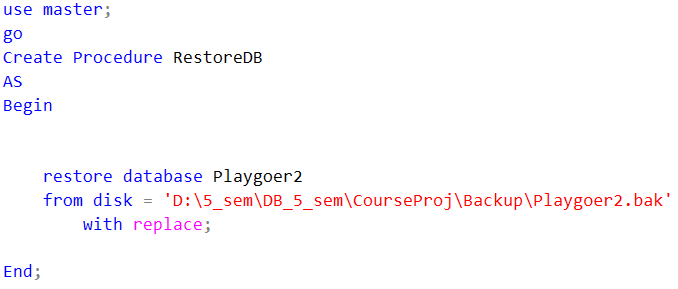 use master;
go
Create Procedure RestoreDB
AS
Begin
restore database Playgoer2
from disk = 'D:\5_sem\DB_5_sem\CourseProj\Backup\Playgoer2.bak'
with replace;
End;